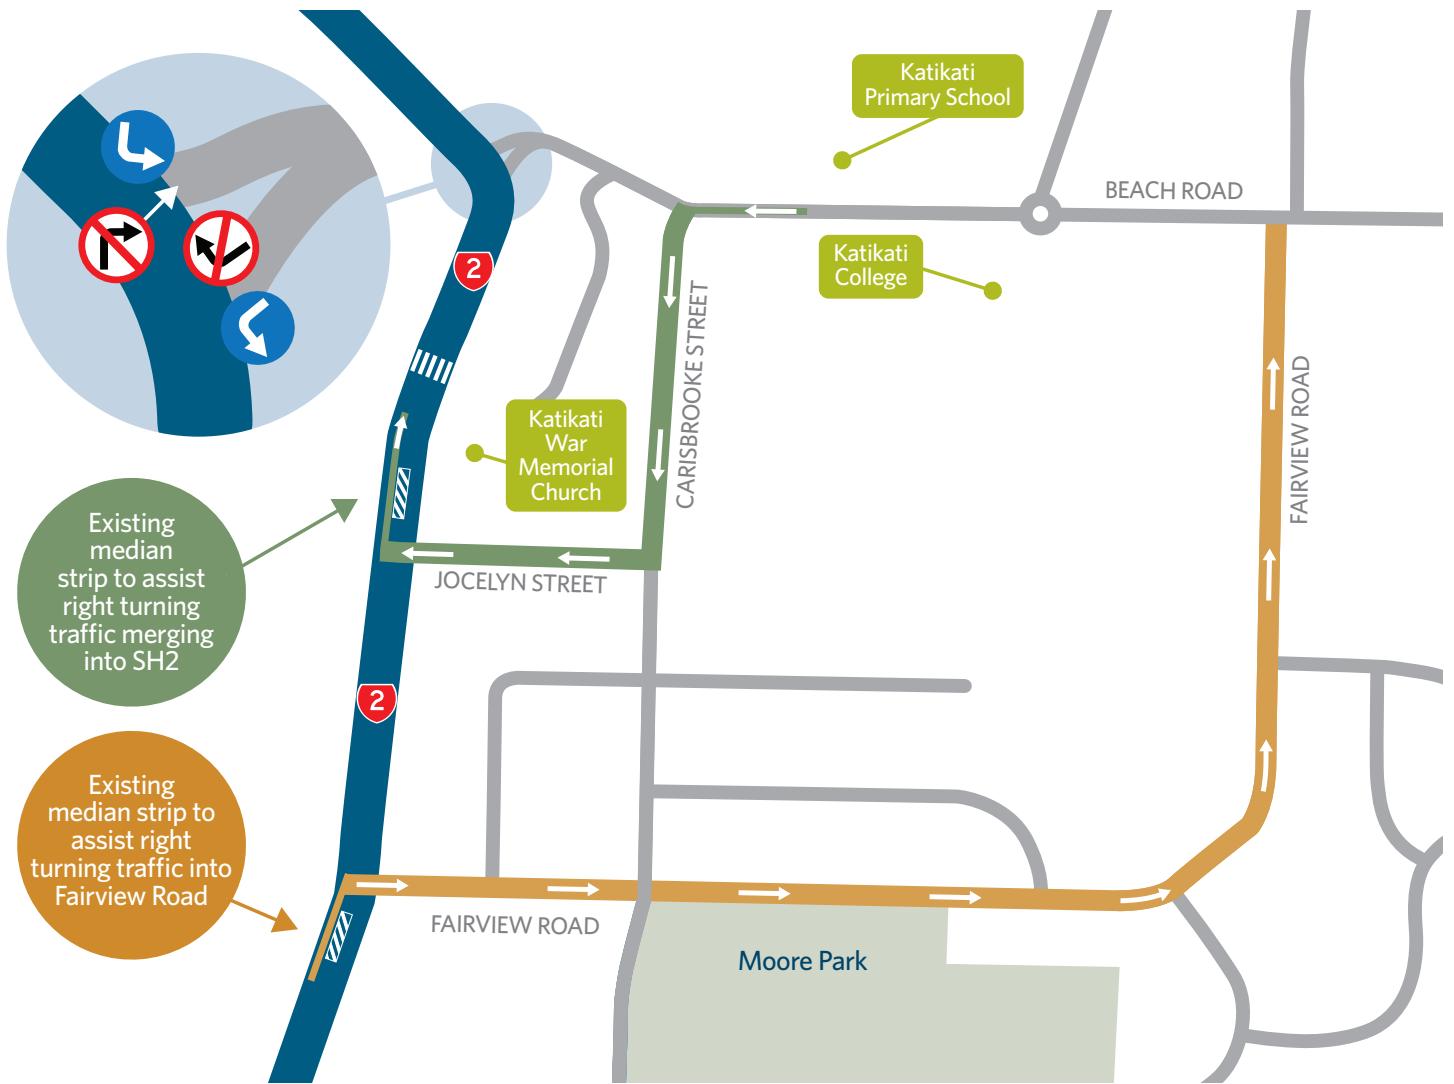 Katikati
Primary School
BEACH ROAD
Katikati
College
2
CARISBROOKE STREET
FAIRVIEW ROAD
Katikati
War
Memorial
Church
Existing
median
strip to assist
right turning
traffic merging
into SH2
JOCELYN STREET
2
Existing
median strip to
assist right
turning traffic into
Fairview Road
FAIRVIEW ROAD
Moore Park